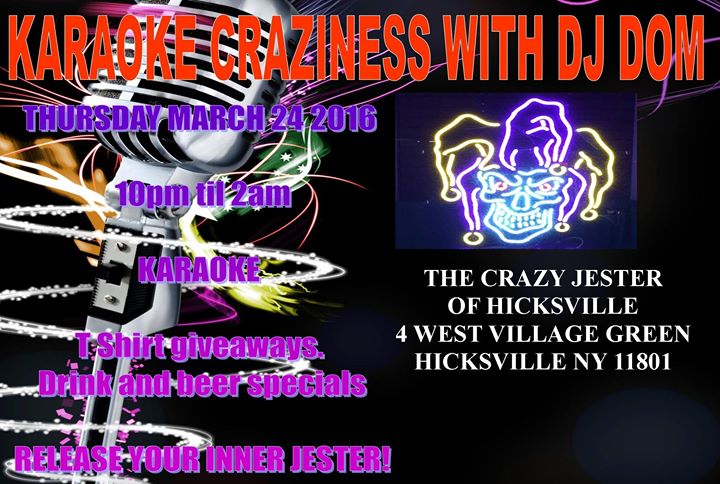 KARAOKE CRAZINESS WITH DJ DOM
THURSDAY MARCH 24 2016
10pm til 2am
KARAOKE
T Shirt giveaways.
Drink and beer specials
RELEASE YOUR INNER JESTER!
THE CRAZY JESTER
OF HICKSVILLE
4 WEST VILLAGE GREEN
HICKSVILLE NY 11801